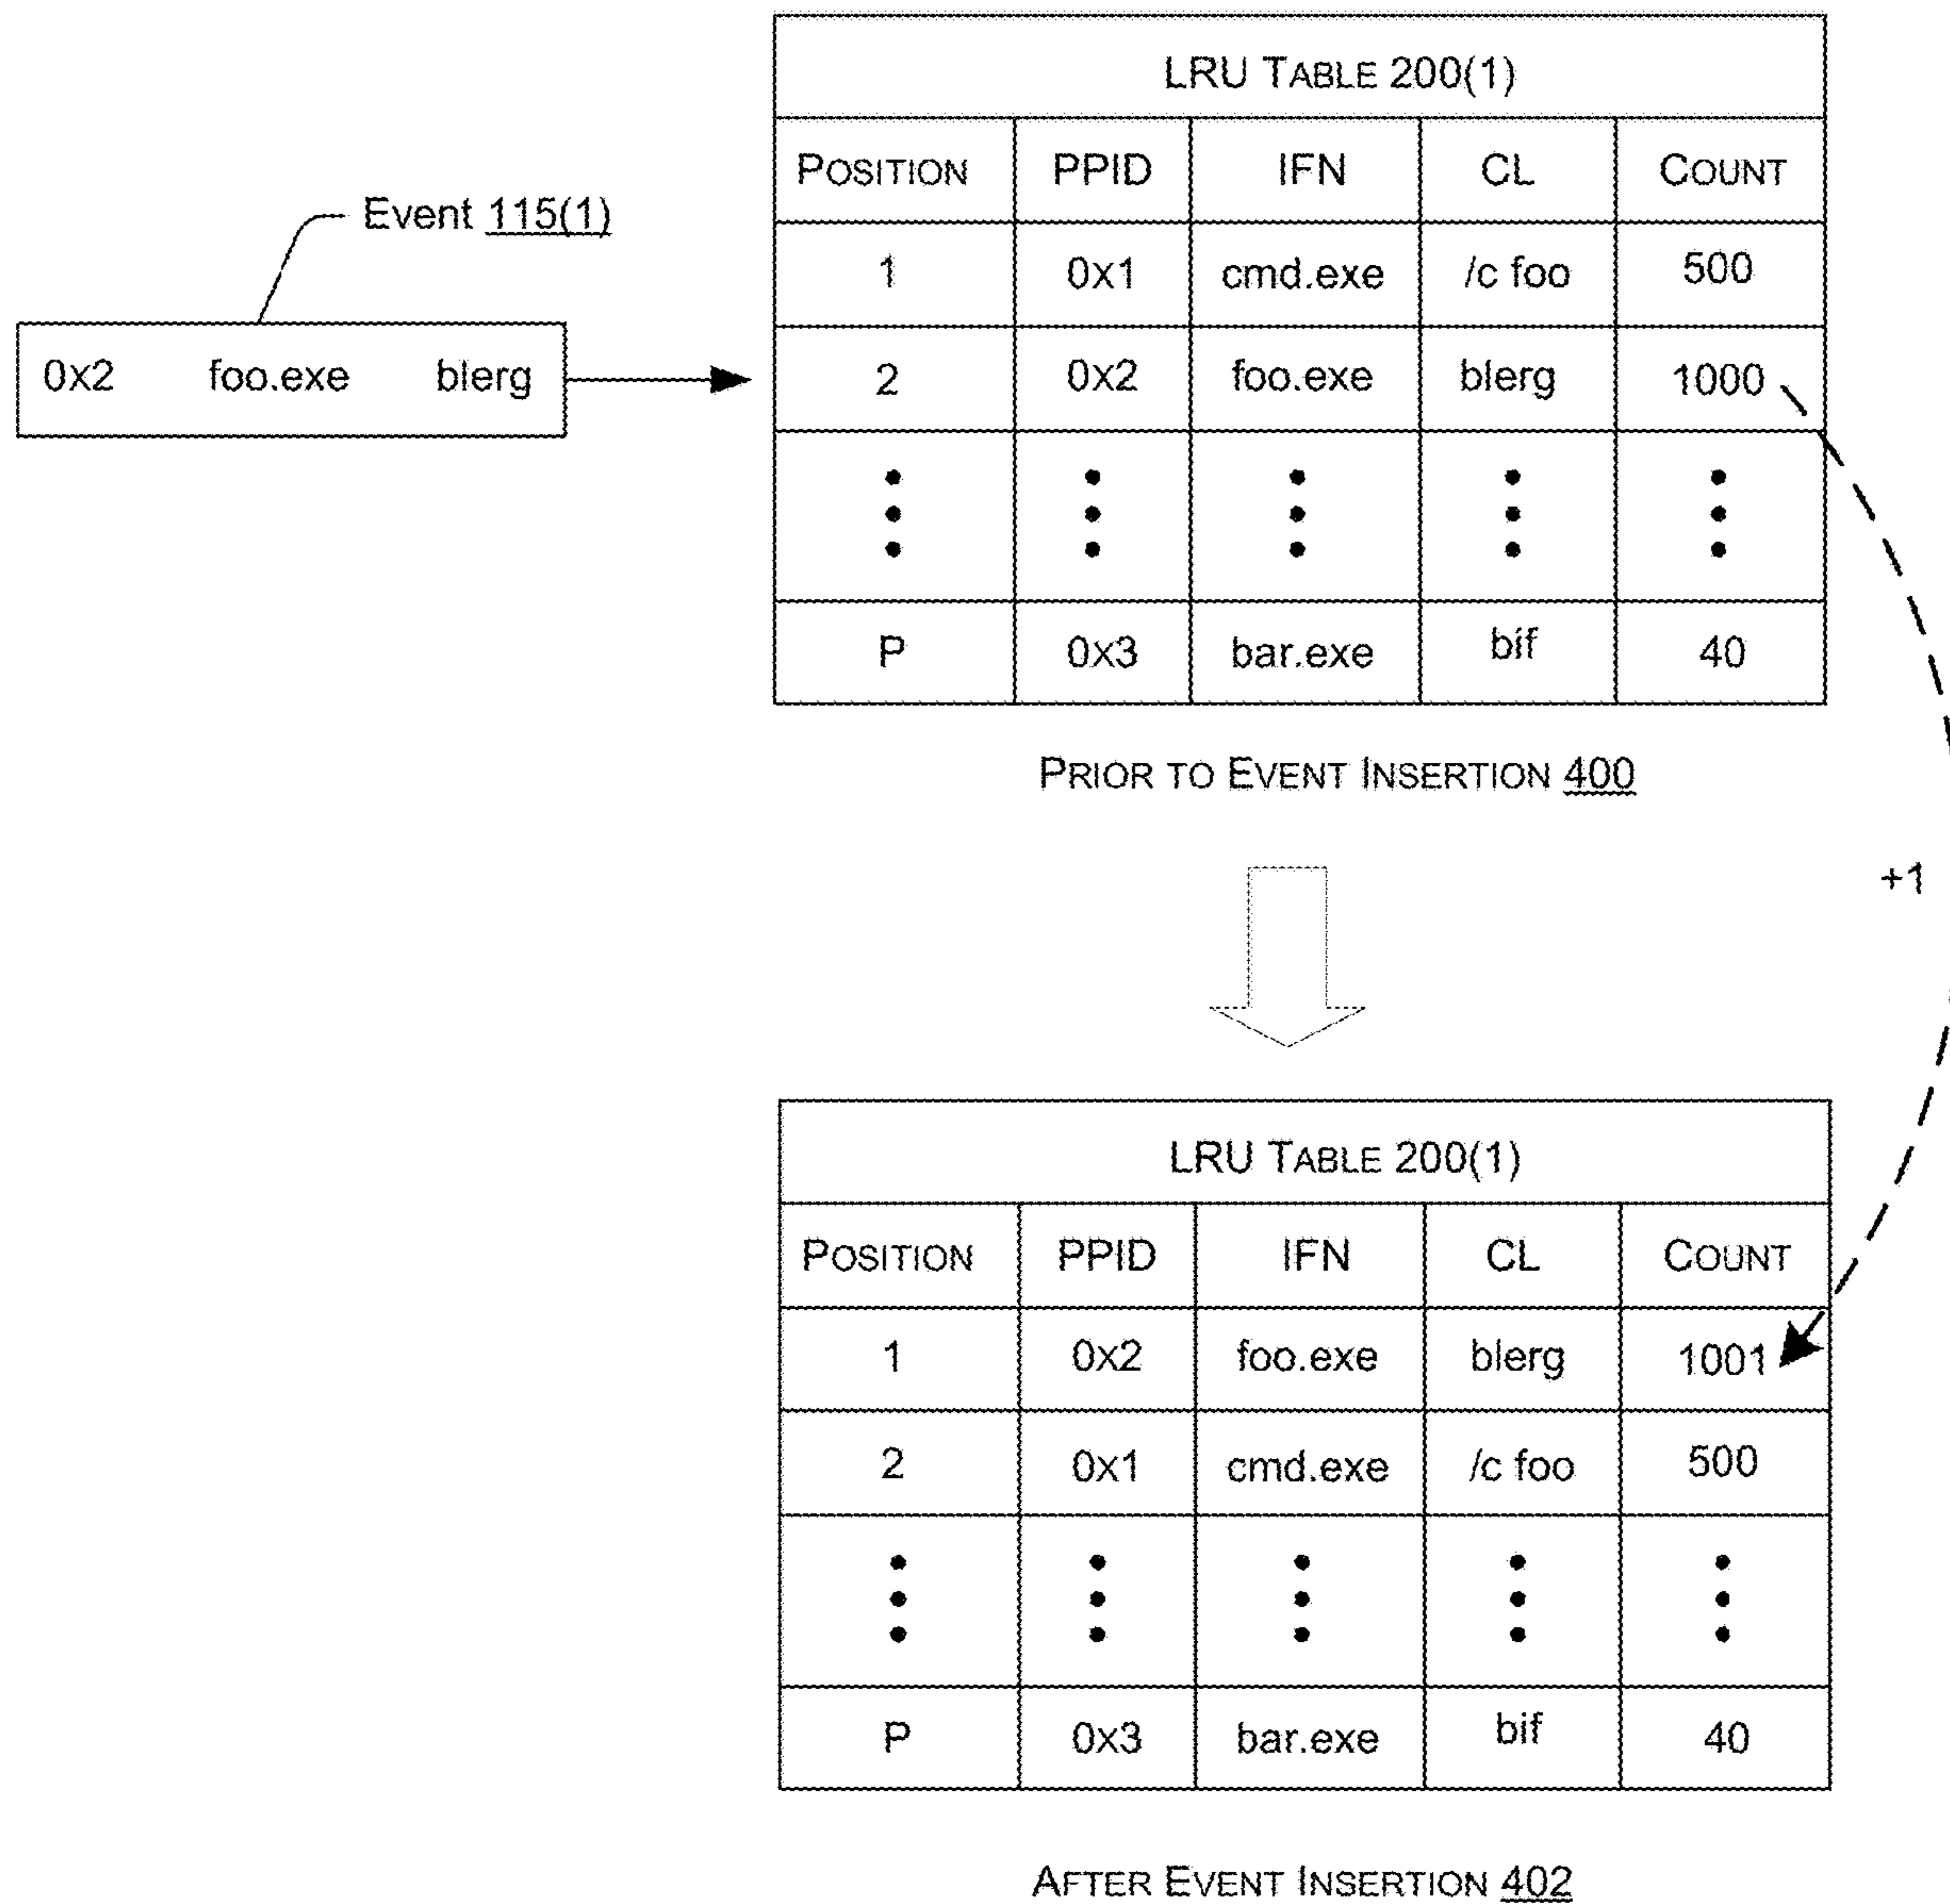 LRU TABLE 200(1)
POSITION PPID IFN CL COUNT
Event 115(1)
1 0x1 cmd.exe /c foo 500
0x2 foo.exe blerg
2 0x2 foo.exe blerg 1000
P 0x3 bar.exe bif 40
PRIOR TO EVENT INSERTION 400
+1
LRU TABLE 200(1)
POSITION PPID IFN CL COUNT
1 0x2 foo.exe blerg 1001
2 0x1 cmd.exe /c foo 500
P 0x3 bar.exe bif 40
AFTER EVENT INSERTION 402